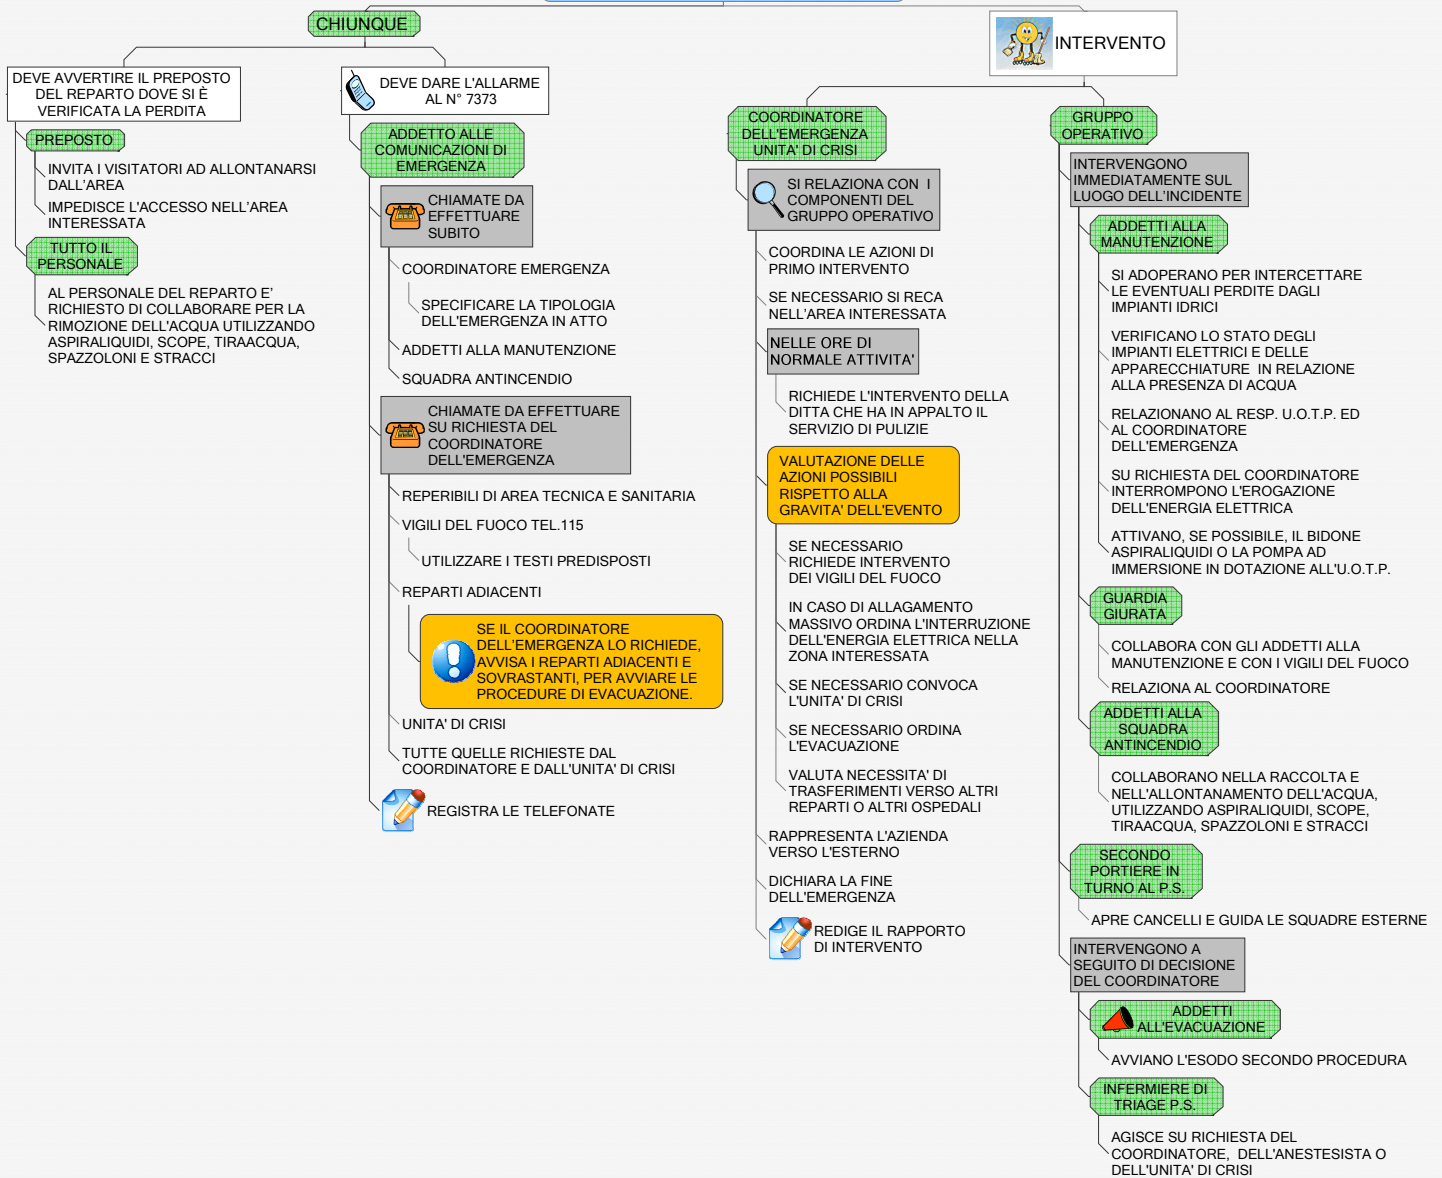 CHIUNQUE
DEVE AVVERTIRE IL PREPOSTO
DEL REPARTO DOVE SI È
VERIFICATA LA PERDITA
PREPOSTO
INVITA I VISITATORI AD ALLONTANARSI
DALL'AREA
IMPEDISCE L'ACCESSO NELL'AREA
INTERESSATA
TUTTO IL
PERSONALE
AL PERSONALE DEL REPARTO E'
RICHIESTO DI COLLABORARE PER LA
RIMOZIONE DELL'ACQUA UTILIZZANDO
ASPIRALIQUIDI, SCOPE, TIRAACQUA,
SPAZZOLONI E STRACCI
DEVE DARE L'ALLARME
AL N° 7373
ADDETTO ALLE
COMUNICAZIONI DI
EMERGENZA
CHIAMATE DA
EFFETTUARE
SUBITO
COORDINATORE EMERGENZA
SPECIFICARE LA TIPOLOGIA
DELL'EMERGENZA IN ATTO
ADDETTI ALLA MANUTENZIONE
SQUADRA ANTINCENDIO
CHIAMATE DA EFFETTUARE
SU RICHIESTA DEL
COORDINATORE
DELL'EMERGENZA
REPERIBILI DI AREA TECNICA E SANITARIA
VIGILI DEL FUOCO TEL.115
UTILIZZARE I TESTI PREDISPOSTI
REPARTI ADIACENTI
SE IL COORDINATORE
DELL'EMERGENZA LO RICHIEDE,
AVVISA I REPARTI ADIACENTI E
SOVRASTANTI, PER AVVIARE LE
PROCEDURE DI EVACUAZIONE.
UNITA' DI CRISI
TUTTE QUELLE RICHIESTE DAL
COORDINATORE E DALL'UNITA' DI CRISI
REGISTRA LE TELEFONATE
INTERVENTO
COORDINATORE
DELL'EMERGENZA
UNITA' DI CRISI
SI RELAZIONA CON I
COMPONENTI DEL
GRUPPO OPERATIVO
COORDINA LE AZIONI DI
PRIMO INTERVENTO
SE NECESSARIO SI RECA
NELL'AREA INTERESSATA
NELLE ORE DI
NORMALE ATTIVITA'
RICHIEDE L'INTERVENTO DELLA
DITTA CHE HA IN APPALTO IL
SERVIZIO DI PULIZIE
VALUTAZIONE DELLE
AZIONI POSSIBILI
RISPETTO ALLA
GRAVITA' DELL'EVENTO
SE NECESSARIO
RICHIEDE INTERVENTO
DEI VIGILI DEL FUOCO
IN CASO DI ALLAGAMENTO
MASSIVO ORDINA L'INTERRUZIONE
DELL'ENERGIA ELETTRICA NELLA
ZONA INTERESSATA
SE NECESSARIO CONVOCA
L'UNITA' DI CRISI
SE NECESSARIO ORDINA
L'EVACUAZIONE
VALUTA NECESSITA' DI
TRASFERIMENTI VERSO ALTRI
REPARTI O ALTRI OSPEDALI
RAPPRESENTA L'AZIENDA
VERSO L'ESTERNO
DICHIARA LA FINE
DELL'EMERGENZA
REDIGE IL RAPPORTO
DI INTERVENTO
GRUPPO
OPERATIVO
INTERVENGONO
IMMEDIATAMENTE SUL
LUOGO DELL'INCIDENTE
ADDETTI ALLA
MANUTENZIONE
SI ADOPERANO PER INTERCETTARE
LE EVENTUALI PERDITE DAGLI
IMPIANTI IDRICI
VERIFICANO LO STATO DEGLI
IMPIANTI ELETTRICI E DELLE
APPARECCHIATURE IN RELAZIONE
ALLA PRESENZA DI ACQUA
RELAZIONANO AL RESP. U.O.T.P. ED
AL COORDINATORE
DELL'EMERGENZA
SU RICHIESTA DEL COORDINATORE
INTERROMPONO L'EROGAZIONE
DELL'ENERGIA ELETTRICA
ATTIVANO, SE POSSIBILE, IL BIDONE
ASPIRALIQUIDI O LA POMPA AD
IMMERSIONE IN DOTAZIONE ALL'U.O.T.P.
GUARDIA
GIURATA
COLLABORA CON GLI ADDETTI ALLA
MANUTENZIONE E CON I VIGILI DEL FUOCO
RELAZIONA AL COORDINATORE
ADDETTI ALLA
SQUADRA
ANTINCENDIO
COLLABORANO NELLA RACCOLTA E
NELL'ALLONTANAMENTO DELL'ACQUA,
UTILIZZANDO ASPIRALIQUIDI, SCOPE,
TIRAACQUA, SPAZZOLONI E STRACCI
SECONDO
PORTIERE IN
TURNO AL P.S.
APRE CANCELLI E GUIDA LE SQUADRE ESTERNE
INTERVENGONO A
SEGUITO DI DECISIONE
DEL COORDINATORE
ADDETTI
ALL'EVACUAZIONE
AVVIANO L'ESODO SECONDO PROCEDURA
INFERMIERE DI
TRIAGE P.S.
AGISCE SU RICHIESTA DEL
COORDINATORE, DELL'ANESTESISTA O
DELL'UNITA' DI CRISI